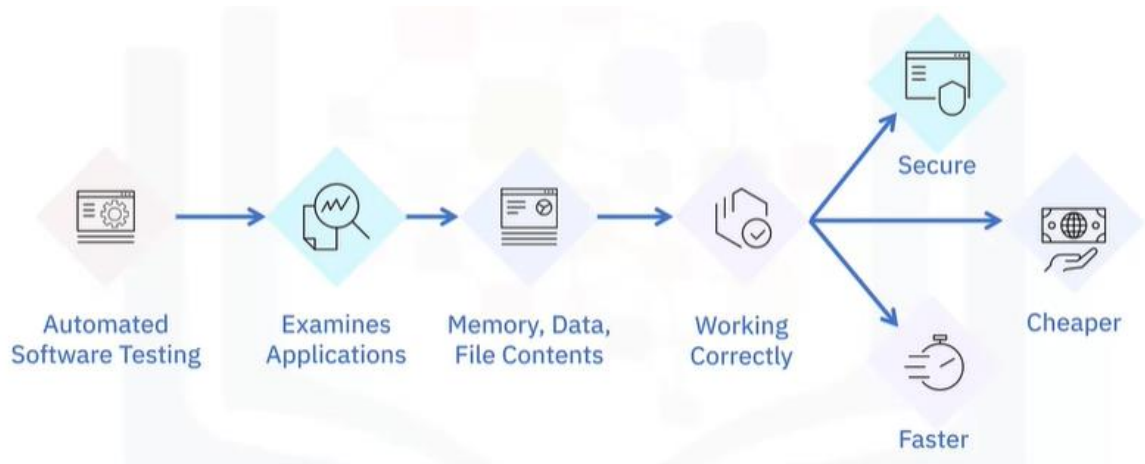 Automated
Software Testing
Examines
Applications
Memory, Data,
File Contents
Working
Correctly
Secure
Cheaper
Faster